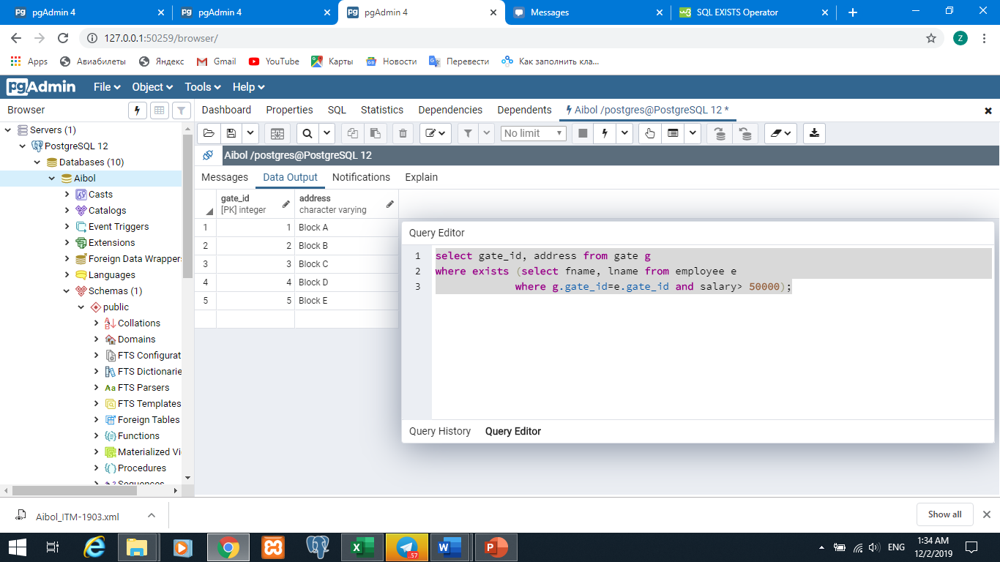 pgAdmin 4
pgAdmin 4
pgAdmin 4
Messages
SQL EXISTS Operator
127.0.0.1:50259/browser/
Z
Apps
Авиабилеты
Яндекс
Gmail
YouTube
Карты
Новости
Перевести
Как заполнить кла...
pgAdmin
File
Object
Tools
Help
Browser
Dashboard
Properties
SQL
Statistics
Dependencies
Dependents
Aibol /postgres@PostgreSQL 12 *
No limit
Servers (1)
PostgreSQL 12
Databases (10)
Aibol
Casts
Catalogs
Event Triggers
Extensions
Foreign Data Wrapper
Languages
Schemas (1)
public
Collations
Domains
FTS Configurat
FTS Dictionarie
FTS Parsers
FTS Templates
Foreign Tables
Functions
Materialized Vi
Procedures
Sequences
Aibol /postgres@PostgreSQL 12
Messages
Data Output
Notifications
Explain
gate_id
[PK] integer
address
character varying
1 1 Block A
2 2 Block B
3 3 Block C
4 4 Block D
5 5 Block E
Query Editor
1 select gate_id, address from gate g
2 where exists (select fname, lname from employee e
3 where g.gate_id=e.gate_id and salary> 50000);
Query History
Query Editor
Aibol_ITM-1903.xml
Show all
.57
ENG
1:34 AM
12/2/2019